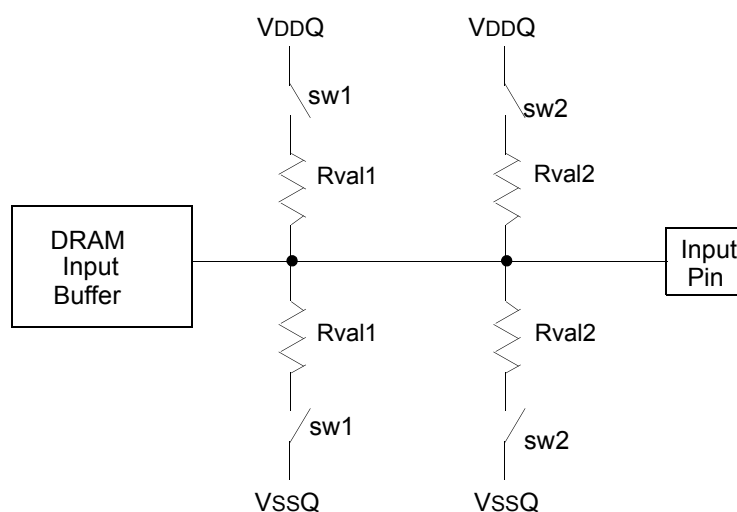 VDDQ
VDDQ
sw1
sw2
Rval1
Rval2
DRAM
Input
Buffer
Input
Pin
Rval1
Rval2
sw1
sw2
VSSQ
VSSQ